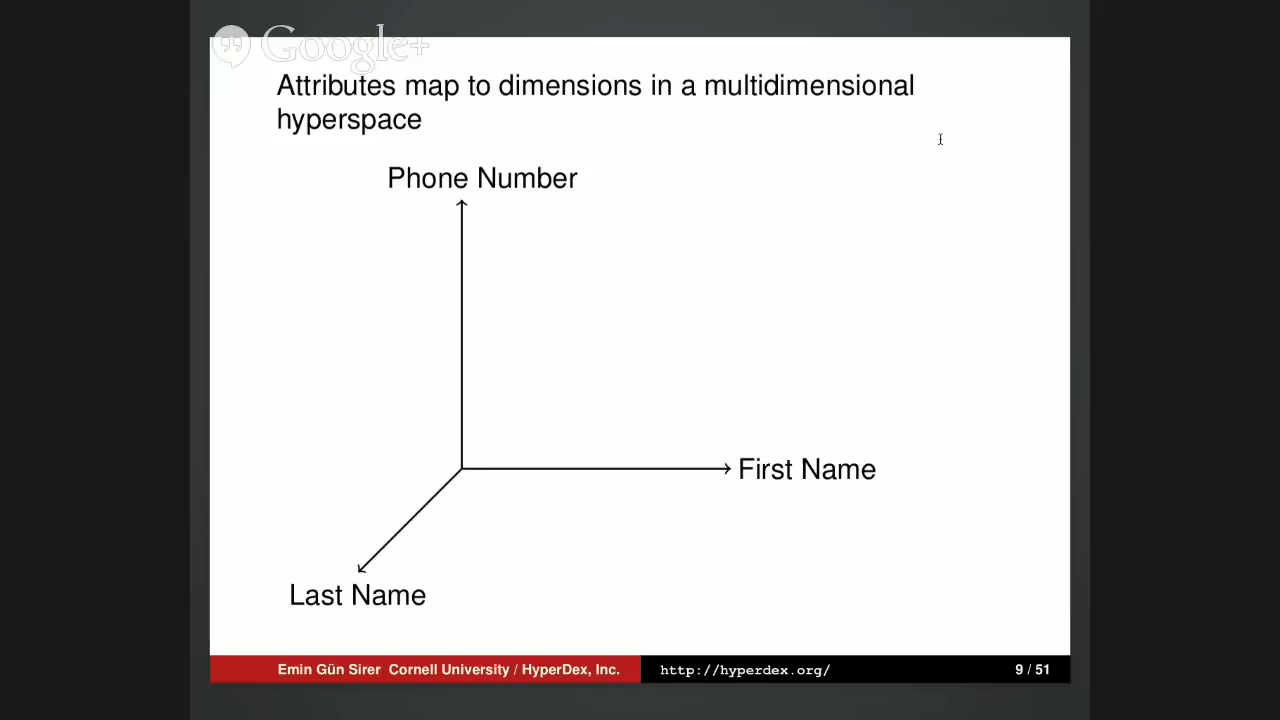 Google+
Attributes map to dimensions in a multidimensional
hyperspace
Phone Number
First Name
Last Name
Emin Gün Sirer Cornell University / HyperDex, Inc.
http://hyperdex.org/
9 / 51